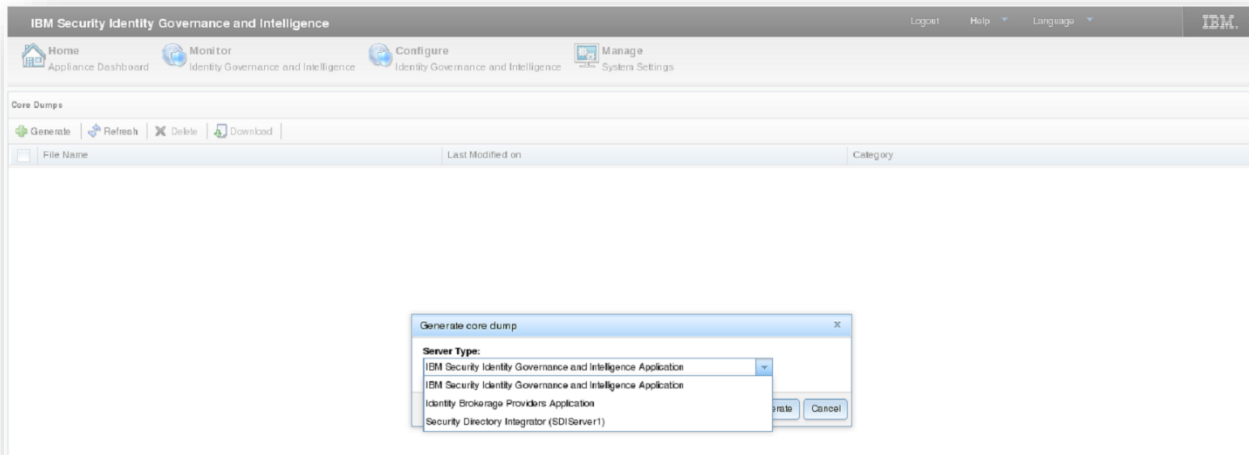 IBM Security Identity Governance and Intelligence Logout Help Language IBM.
Home Monitor Configure Manage
Appliance Dashboard Identity Governance and Intelligence Identity Governance and Intelligence System Settings
Core Dumps
Generate Refresh Delete Download
File Name Last Modified on Category
Generate core dump x
Server Type:
IBM Security Identity Governance and Intelligence Application
IBM Security Identity Governance and Intelligence Application
Identity Brokerage Providers Application
erate Cancel
Security Directory Integrator (SDIServer1)